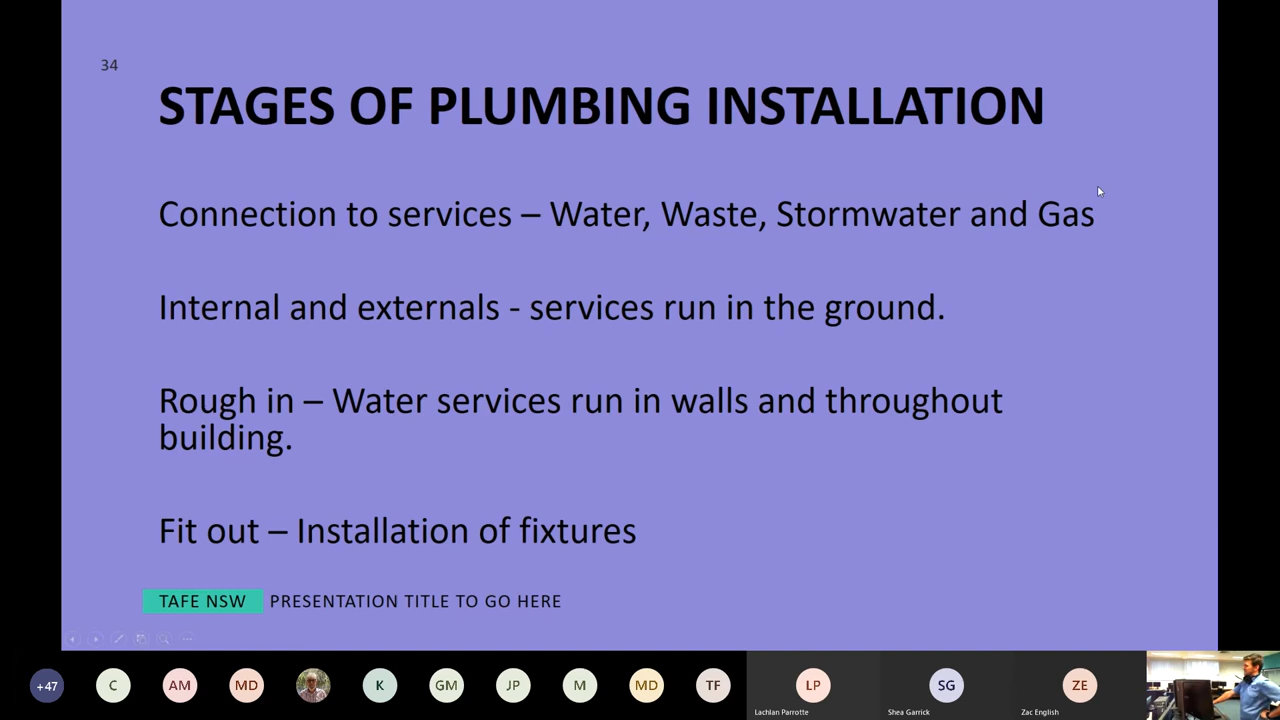 34
STAGES OF PLUMBING INSTALLATION
Connection to services – Water, Waste, Stormwater and Gas
Internal and externals - services run in the ground.
Rough in – Water services run in walls and throughout
building.
Fit out – Installation of fixtures
TAFE NSW PRESENTATION TITLE TO GO HERE
+47 C AM MD K GM JP M MD TF LP SG ZE
Lachlan Parrotte Shea Garrick Zac English